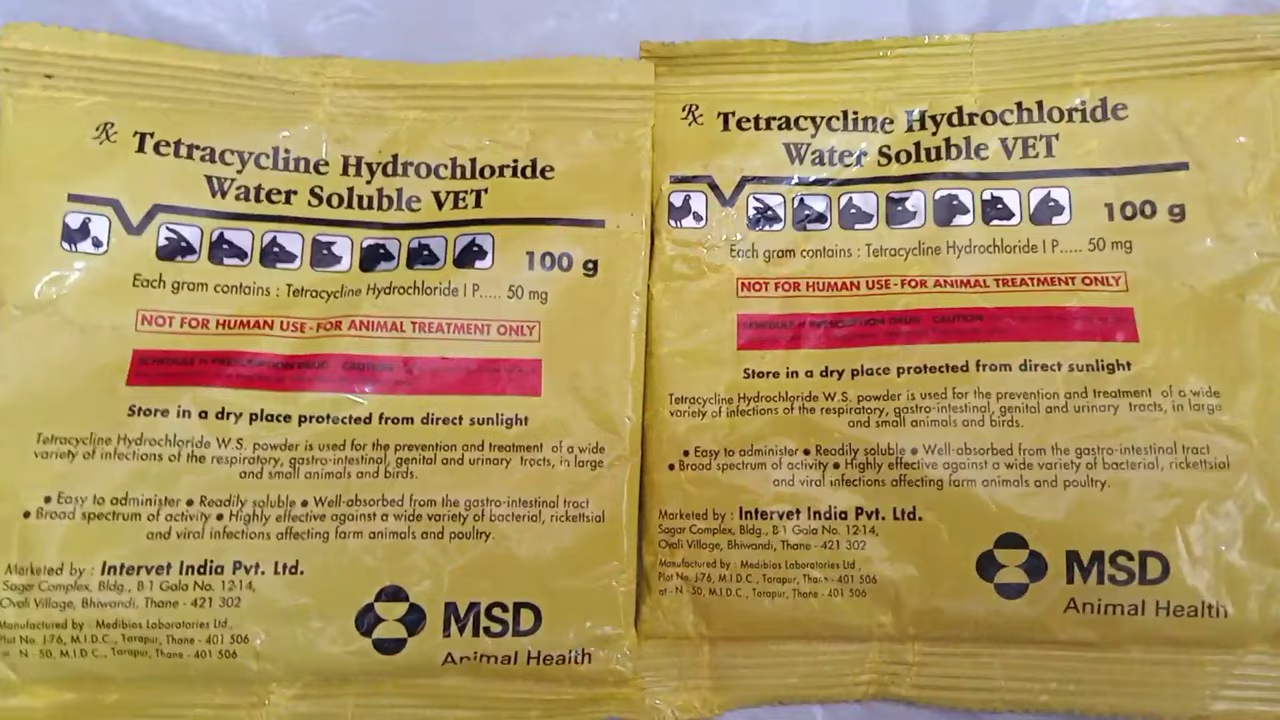 Rx Tetracycline Hydrochloride
Water Soluble VET
100 g
Each gram contains : Tetracycline Hydrochloride I P..... 50 mg
NOT FOR HUMAN USE-FOR ANIMAL TREATMENT ONLY
SCHEDULE H PRESCRIPTION DRUG CAUTION
Store in a dry place protected from direct sunlight
Tetracycline Hydrochloride W.S. powder is used for the prevention and treatment of a wide
variety of infections of the respiratory, gastro-intestinal, genital and urinary tracts, in large
and small animals and birds.
• Easy to administer • Readily soluble • Well-absorbed from the gastro-intestinal tract
• Broad spectrum of activity • Highly effective against a wide variety of bacterial, rickettsial
and viral infections affecting farm animals and poultry.
Marketed by : Intervet India Pvt. Ltd.
Sagar Complex, Bldg., B-1 Gala No. 12-14,
Ovali Village, Bhiwandi, Thane - 421 302
Manufactured by : Medibios Laboratories Ltd.,
Plot No. J-76, M.I.D.C., Tarapur, Thane - 401 506
N - 50, M.I.D.C., Tarapur, Thane - 401 506
MSD
Animal Health
Rx Tetracycline Hydrochloride
Water Soluble VET
100 g
Each gram contains : Tetracycline Hydrochloride I P..... 50 mg
NOT FOR HUMAN USE-FOR ANIMAL TREATMENT ONLY
SCHEDULE H PRESCRIPTION DRUG CAUTION
Store in a dry place protected from direct sunlight
Tetracycline Hydrochloride W.S. powder is used for the prevention and treatment of a wide
variety of infections of the respiratory, gastro-intestinal, genital and urinary tracts, in large
and small animals and birds.
• Easy to administer • Readily soluble • Well-absorbed from the gastro-intestinal tract
• Broad spectrum of activity • Highly effective against a wide variety of bacterial, rickettsial
and viral infections affecting farm animals and poultry.
Marketed by : Intervet India Pvt. Ltd.
Sagar Complex, Bldg., B-1 Gala No. 12-14,
Ovali Village, Bhiwandi, Thane - 421 302
Manufactured by : Medibios Laboratories Ltd.,
Plot No. J-76, M.I.D.C., Tarapur, Thane - 401 506
at - N - 50, M.I.D.C., Tarapur, Thane - 401 506
MSD
Animal Health